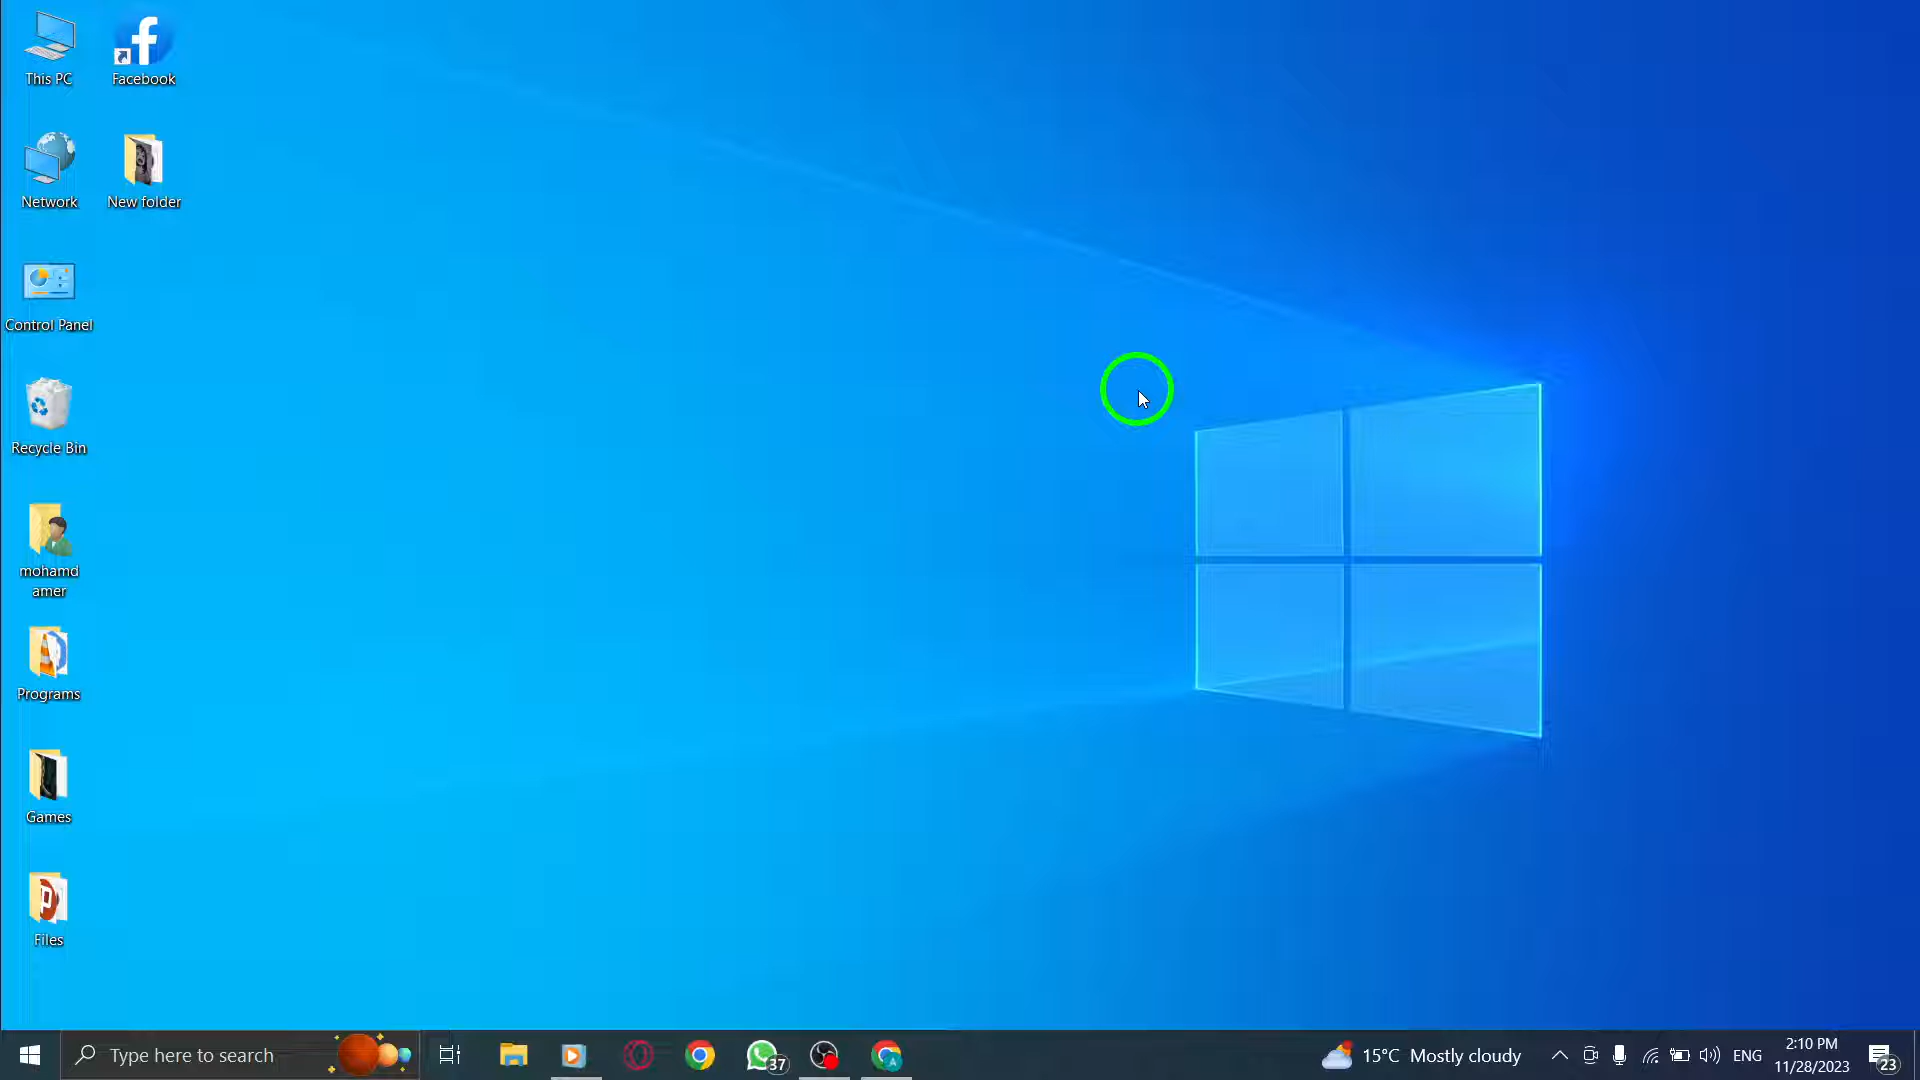 This PC
Facebook
Network
New folder
Control Panel
Recycle Bin
mohamd
amer
Programs
Games
Files
Type here to search
37
A
15°C Mostly cloudy
ENG
2:10 PM
11/28/2023
23